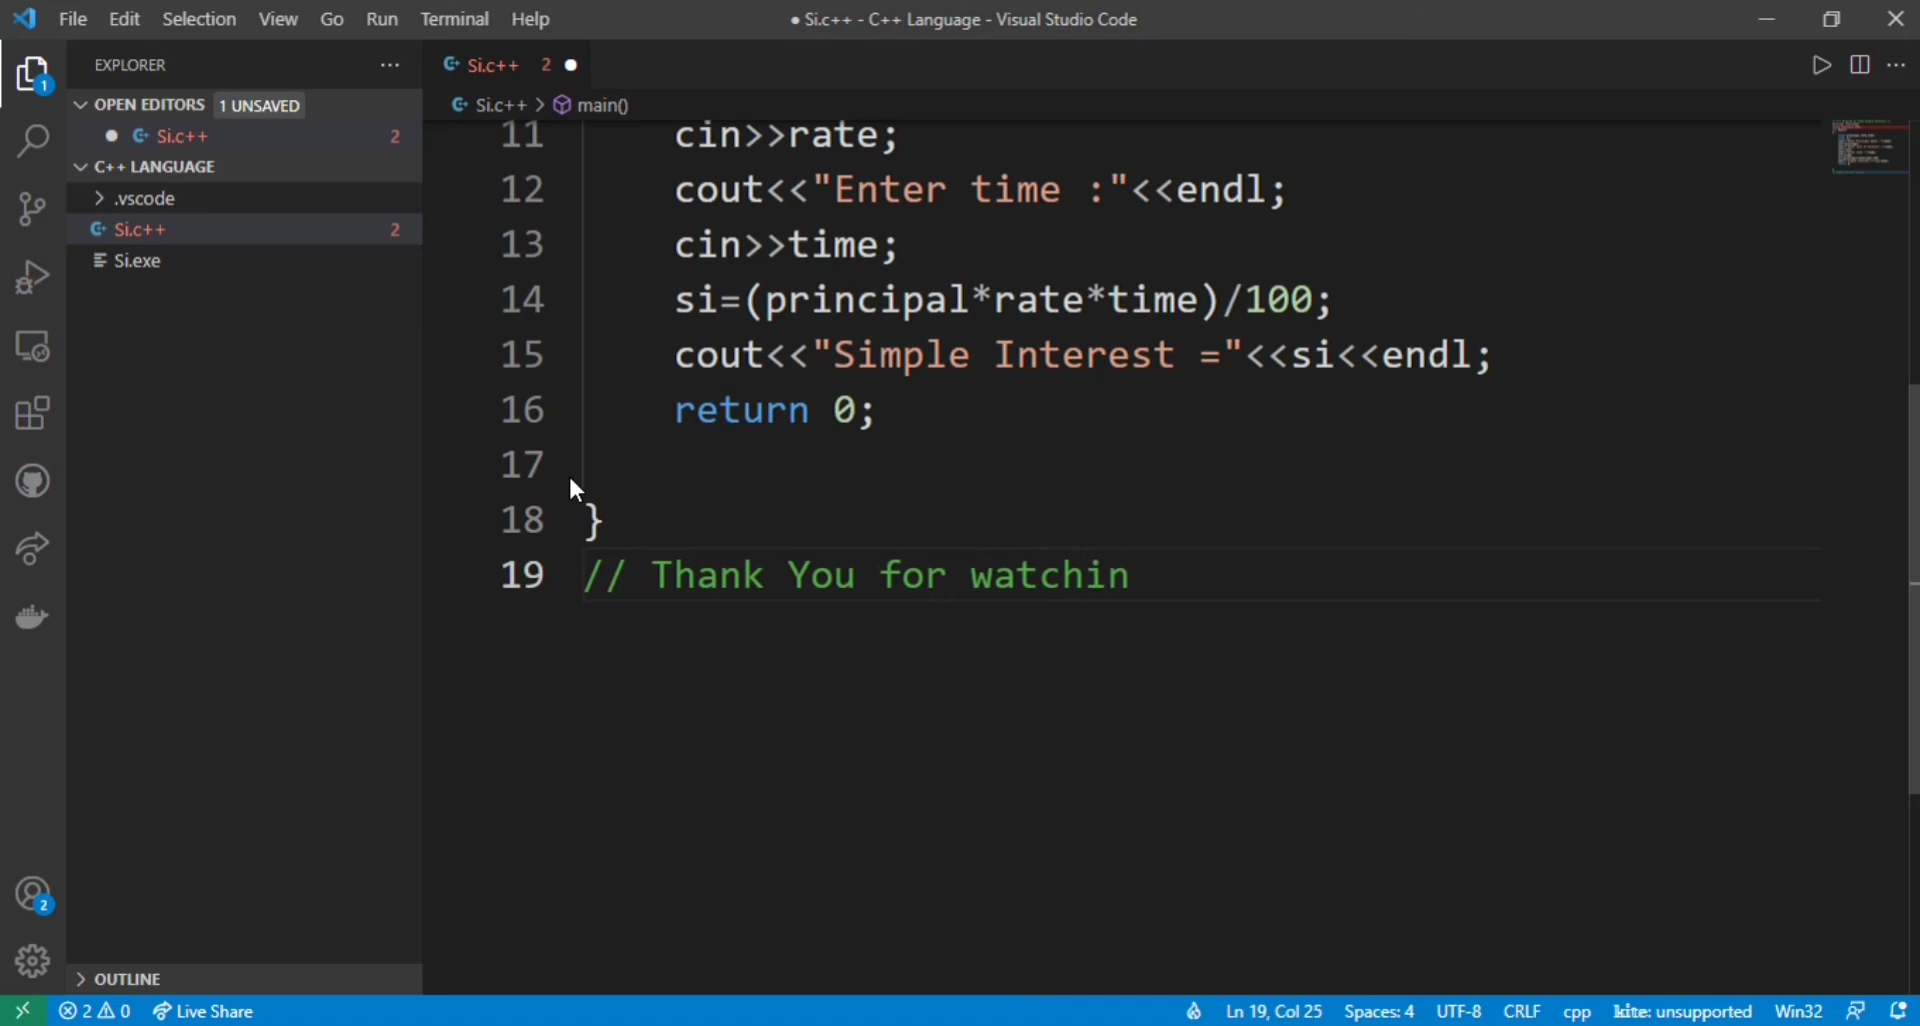 File Edit Selection View Go Run Terminal Help
● Si.c++ - C++ Language - Visual Studio Code
EXPLORER
OPEN EDITORS 1 UNSAVED
Si.c++ 2
C++ LANGUAGE
.vscode
Si.c++ 2
Si.exe
OUTLINE
Si.c++ 2
Si.c++ > main()
11 cin>>rate;
12 cout<<"Enter time :"<<endl;
13 cin>>time;
14 si=(principal*rate*time)/100;
15 cout<<"Simple Interest ="<<si<<endl;
16 return 0;
17
18 }
19 // Thank You for watchin
1
2
2 0 Live Share
Ln 19, Col 25 Spaces: 4 UTF-8 CRLF cpp kite: unsupported Win32